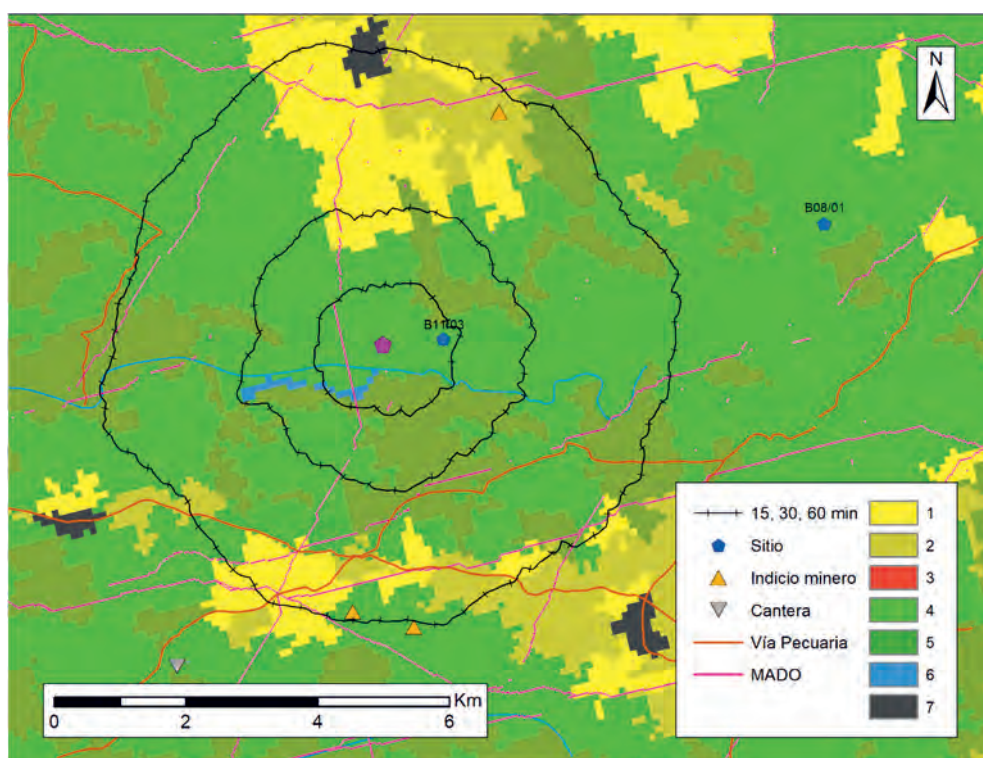 N
B08/01
B11/03
15, 30, 60 min
Sitio
Indicio minero
Cantera
Vía Pecuaria
MADO
1
2
3
4
5
6
7
Km
0 2 4 6